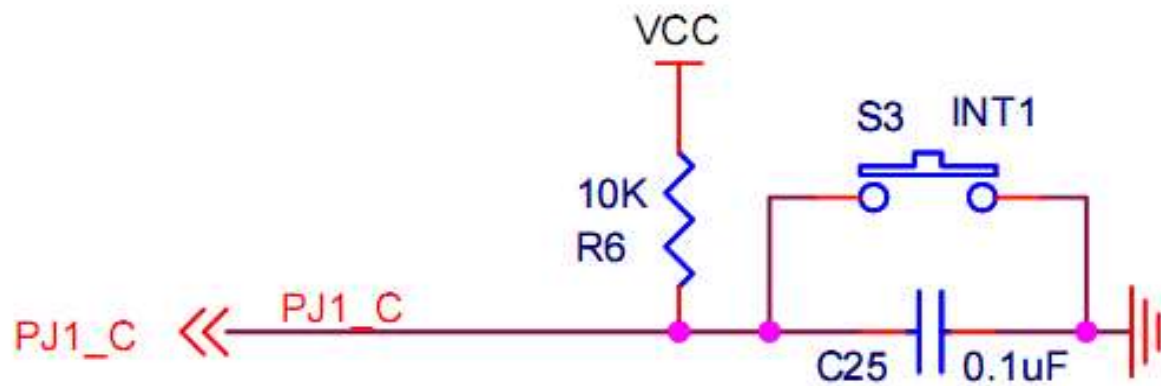 VCC
S3 INT1
10K
R6
PJ1_C
PJ1_C
C25 0.1uF